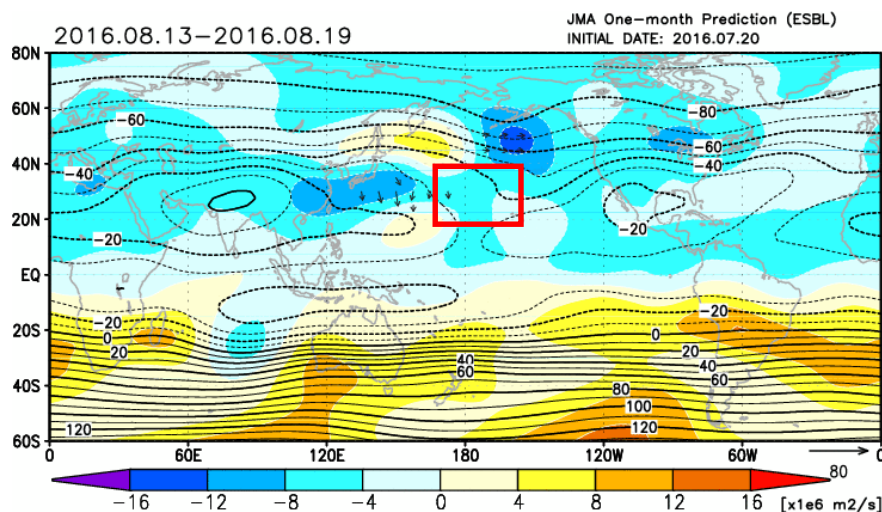 JMA One-month Prediction (ESBL)
2016.08.13−2016.08.19
INITIAL DATE: 2016.07.20
80N
60N
40N
20N
EQ
20S
40S
60S
−60
−80
−60
−40
−40
−20
−20
−20
−20
0
0
20
20
40
40
60
60
80
100
120
120
0
60E
120E
180
120W
60W
0
80
−16
−12
−8
−4
0
4
8
12
16
[x1e6 m2/s]